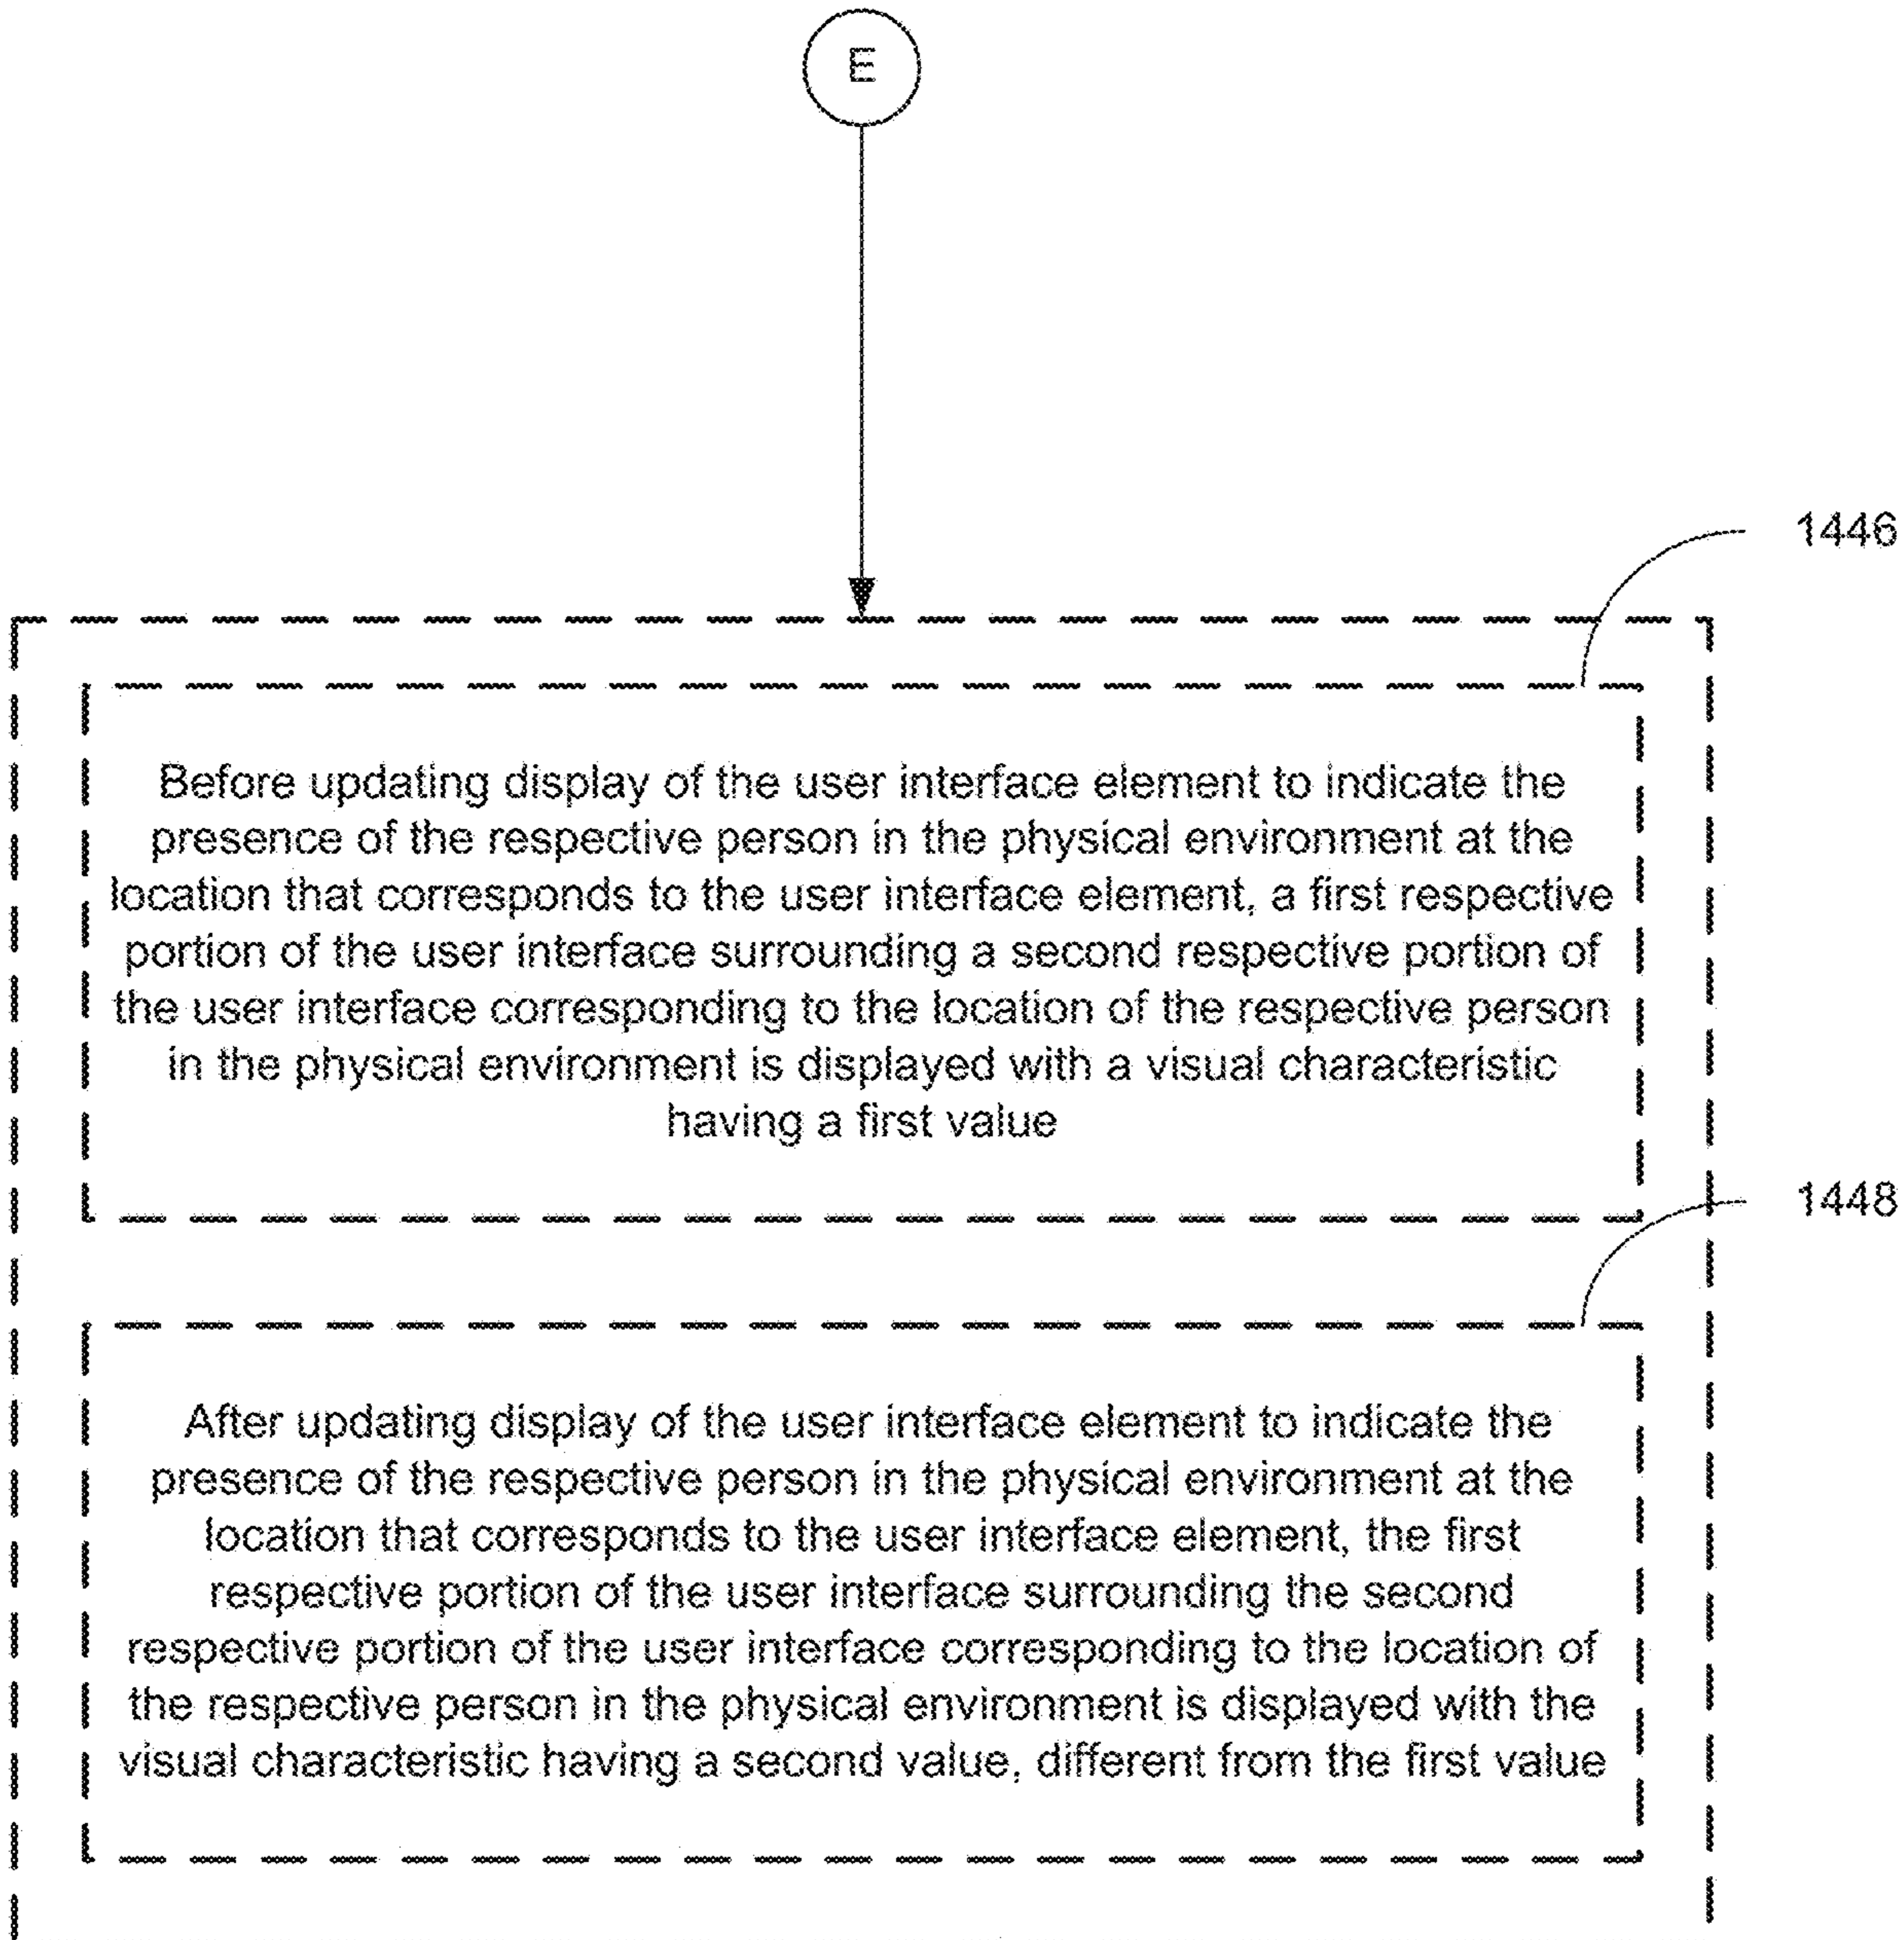 E
1446
Before updating display of the user interface element to indicate the
presence of the respective person in the physical environment at the
location that corresponds to the user interface element, a first respective
portion of the user interface surrounding a second respective portion of
the user interface corresponding to the location of the respective person
in the physical environment is displayed with a visual characteristic
having a first value
1448
After updating display of the user interface element to indicate the
presence of the respective person in the physical environment at the
location that corresponds to the user interface element, the first
respective portion of the user interface surrounding the second
respective portion of the user interface corresponding to the location of
the respective person in the physical environment is displayed with the
visual characteristic having a second value, different from the first value